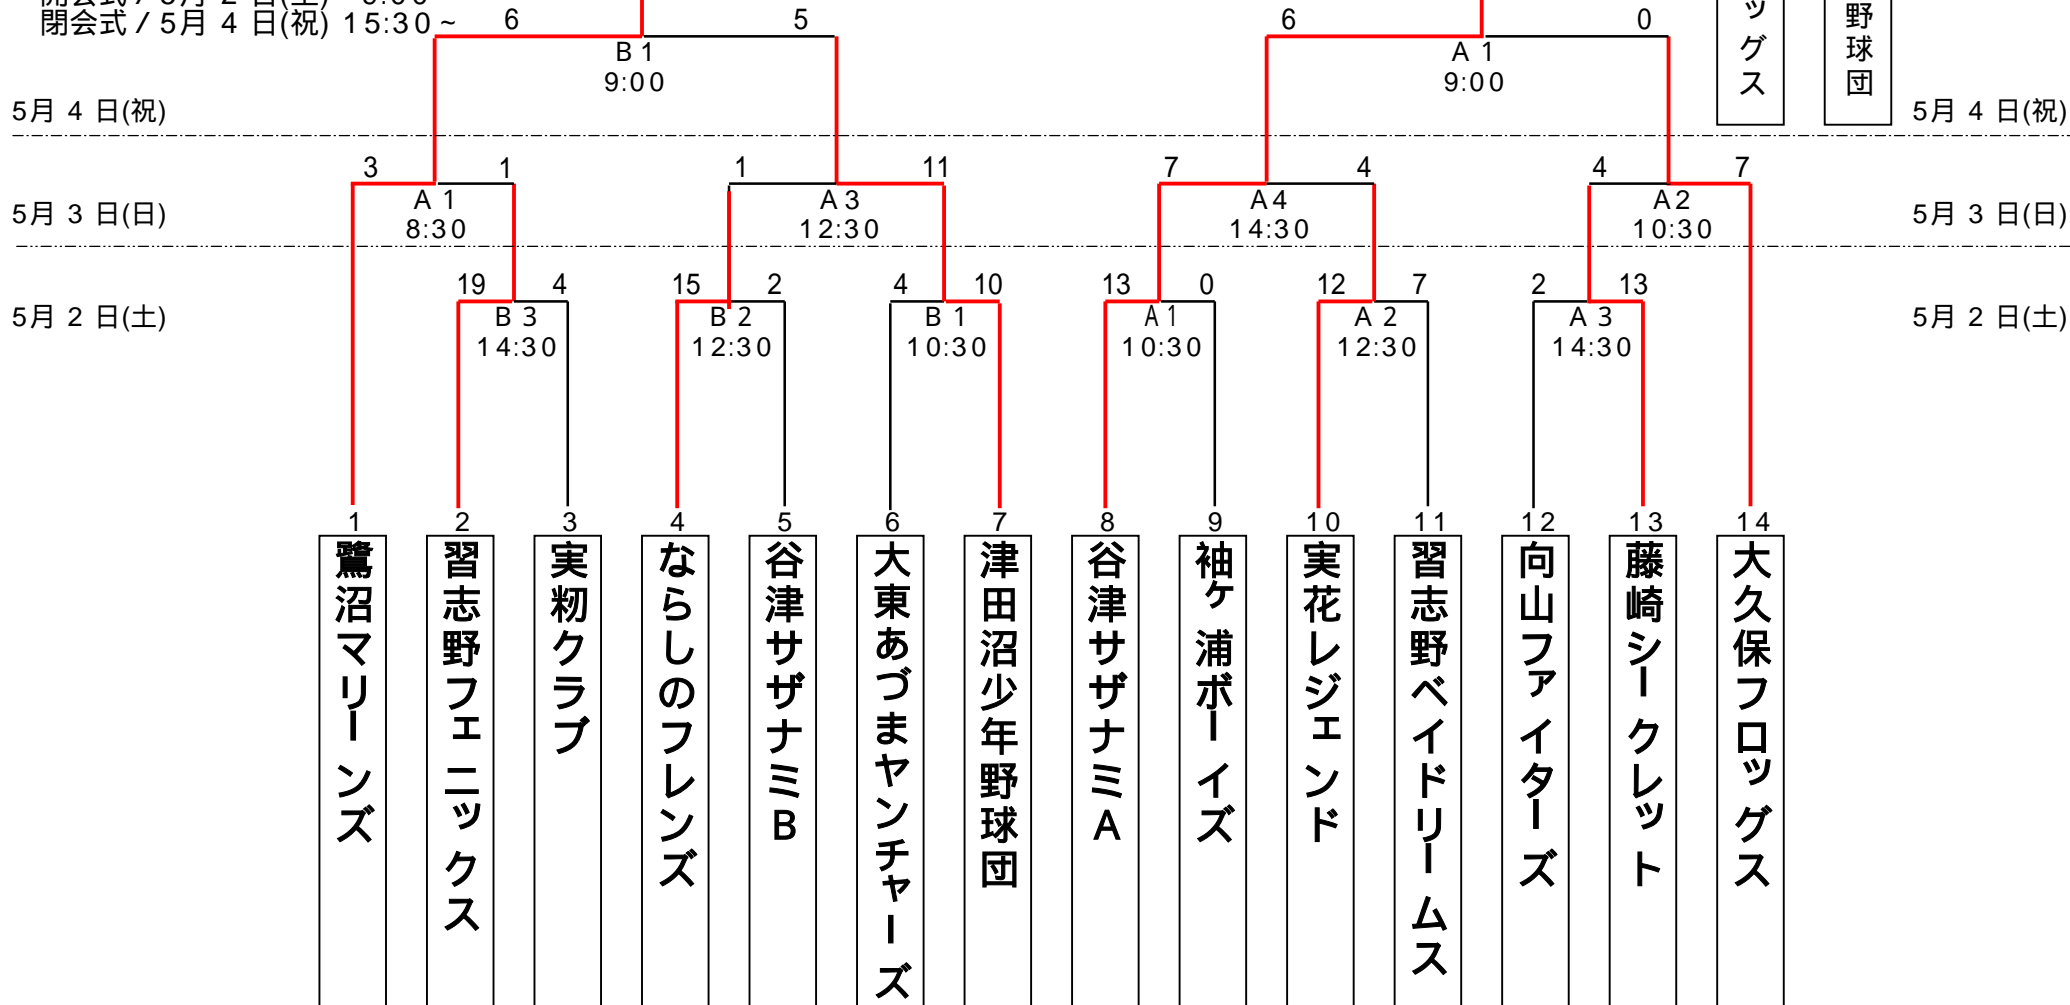 閉会式 / 5月 4 日(祝) 15:30 ~
6 5 6 0
B 1 A 1
9:00 9:00
ッグス
野球団
5月 4 日(祝) 5月 4 日(祝)
3 1 1 11 7 4 4 7
A 1 A 3 A 4 A 2
5月 3 日(日) 5月 3 日(日)
8:30 12:30 14:30 10:30
19 4 15 2 4 10 13 0 12 7 2 13
5月 2 日(土) B 3 B 2 B 1 A 1 A 2 A 3 5月 2 日(土)
14:30 12:30 10:30 10:30 12:30 14:30
1 2 3 4 5 6 7 8 9 10 11 12 13 14
鷺沼マリーンズ
習志野フェニックス
実籾クラブ
ならしのフレンズ
谷津サザナミB
大東あづまヤンチャーズ
津田沼少年野球団
谷津サザナミA
袖ケ浦ボーイズ
実花レジェンド
習志野ベイドリームス
向山ファイターズ
藤崎シークレット
大久保フロッグス